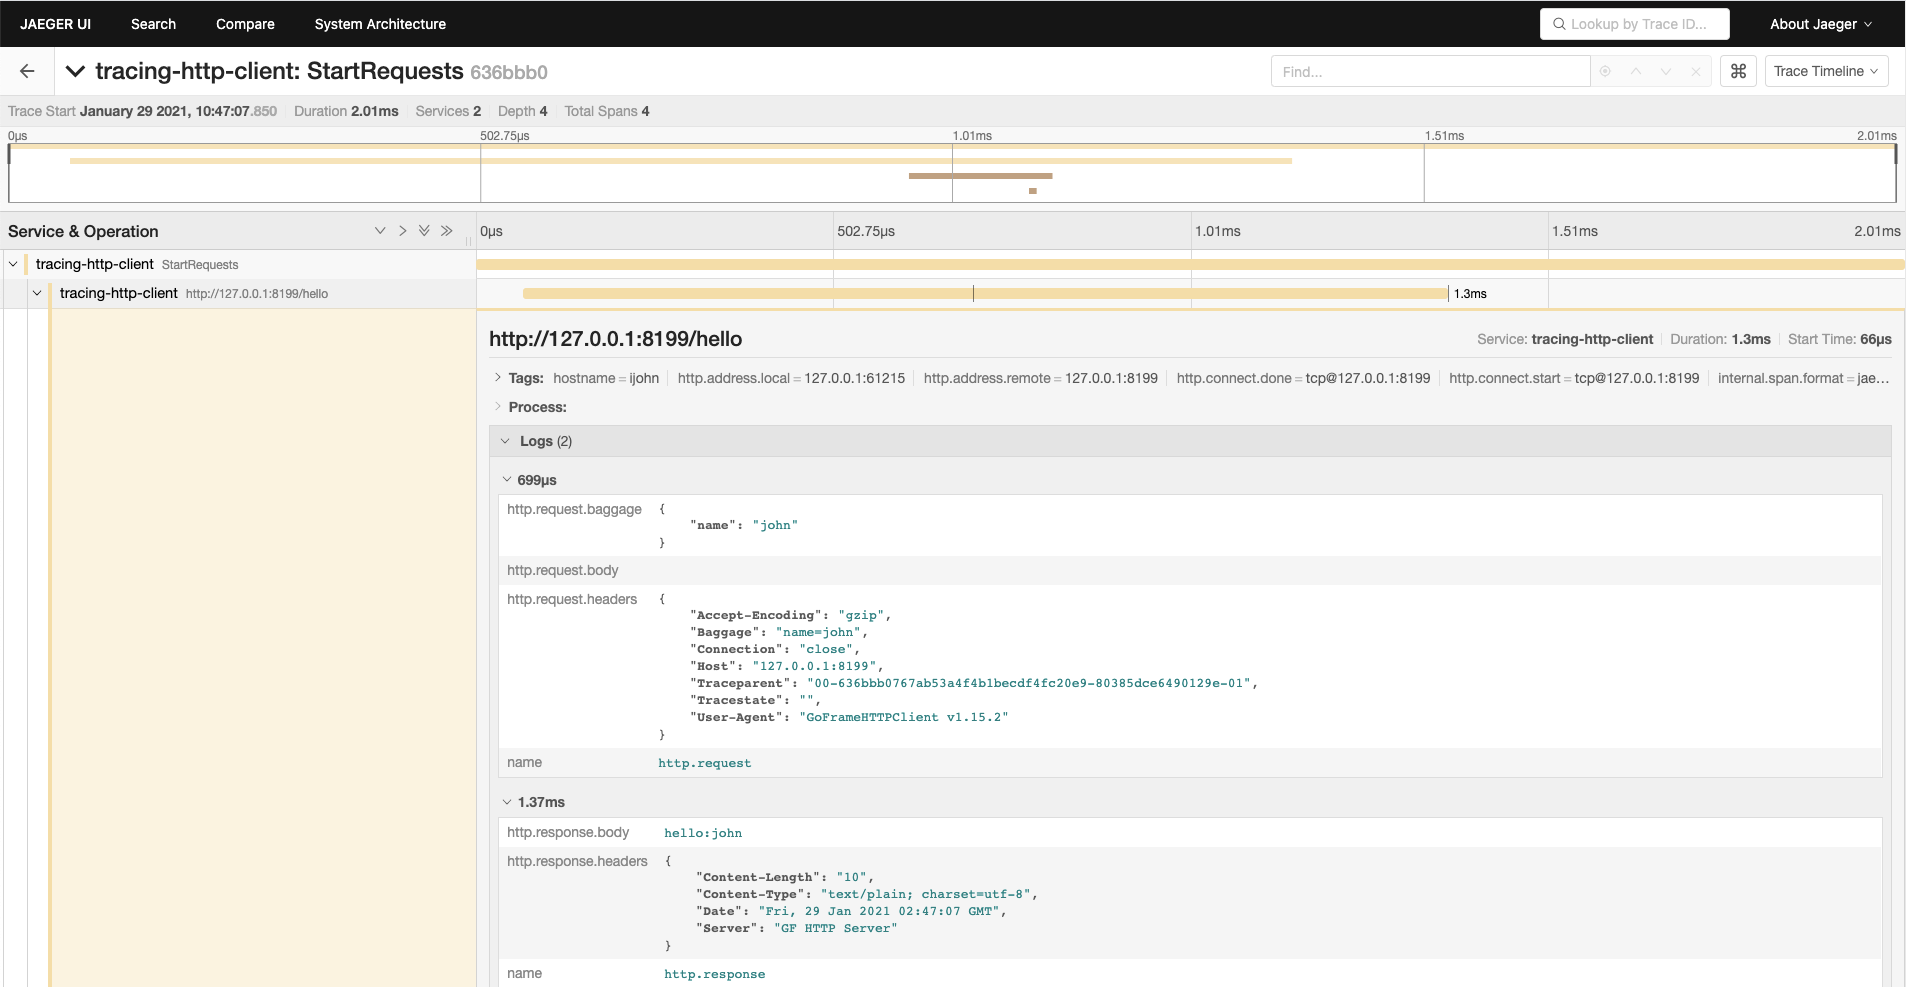 JAEGER UI Search Compare System Architecture Lookup by Trace ID... About Jaeger
tracing-http-client: StartRequests 636bbb0 Find... ⌘ Trace Timeline
Trace Start January 29 2021, 10:47:07.850 Duration 2.01ms Services 2 Depth 4 Total Spans 4
0μs 502.75μs 1.01ms 1.51ms 2.01ms
Service & Operation 0μs 502.75μs 1.01ms 1.51ms 2.01ms
tracing-http-client StartRequests
tracing-http-client http://127.0.0.1:8199/hello 1.3ms
http://127.0.0.1:8199/hello Service: tracing-http-client Duration: 1.3ms Start Time: 66μs
Tags: hostname = ijohn http.address.local = 127.0.0.1:61215 http.address.remote = 127.0.0.1:8199 http.connect.done = tcp@127.0.0.1:8199 http.connect.start = tcp@127.0.0.1:8199 internal.span.format = jae...
Process:
Logs (2)
699μs
http.request.baggage {
"name": "john"
}
http.request.body
http.request.headers {
"Accept-Encoding": "gzip",
"Baggage": "name=john",
"Connection": "close",
"Host": "127.0.0.1:8199",
"Traceparent": "00-636bbb0767ab53a4f4b1becdf4fc20e9-80385dce6490129e-01",
"Tracestate": "",
"User-Agent": "GoFrameHTTPClient v1.15.2"
}
name http.request
1.37ms
http.response.body hello:john
http.response.headers {
"Content-Length": "10",
"Content-Type": "text/plain; charset=utf-8",
"Date": "Fri, 29 Jan 2021 02:47:07 GMT",
"Server": "GF HTTP Server"
}
name http.response